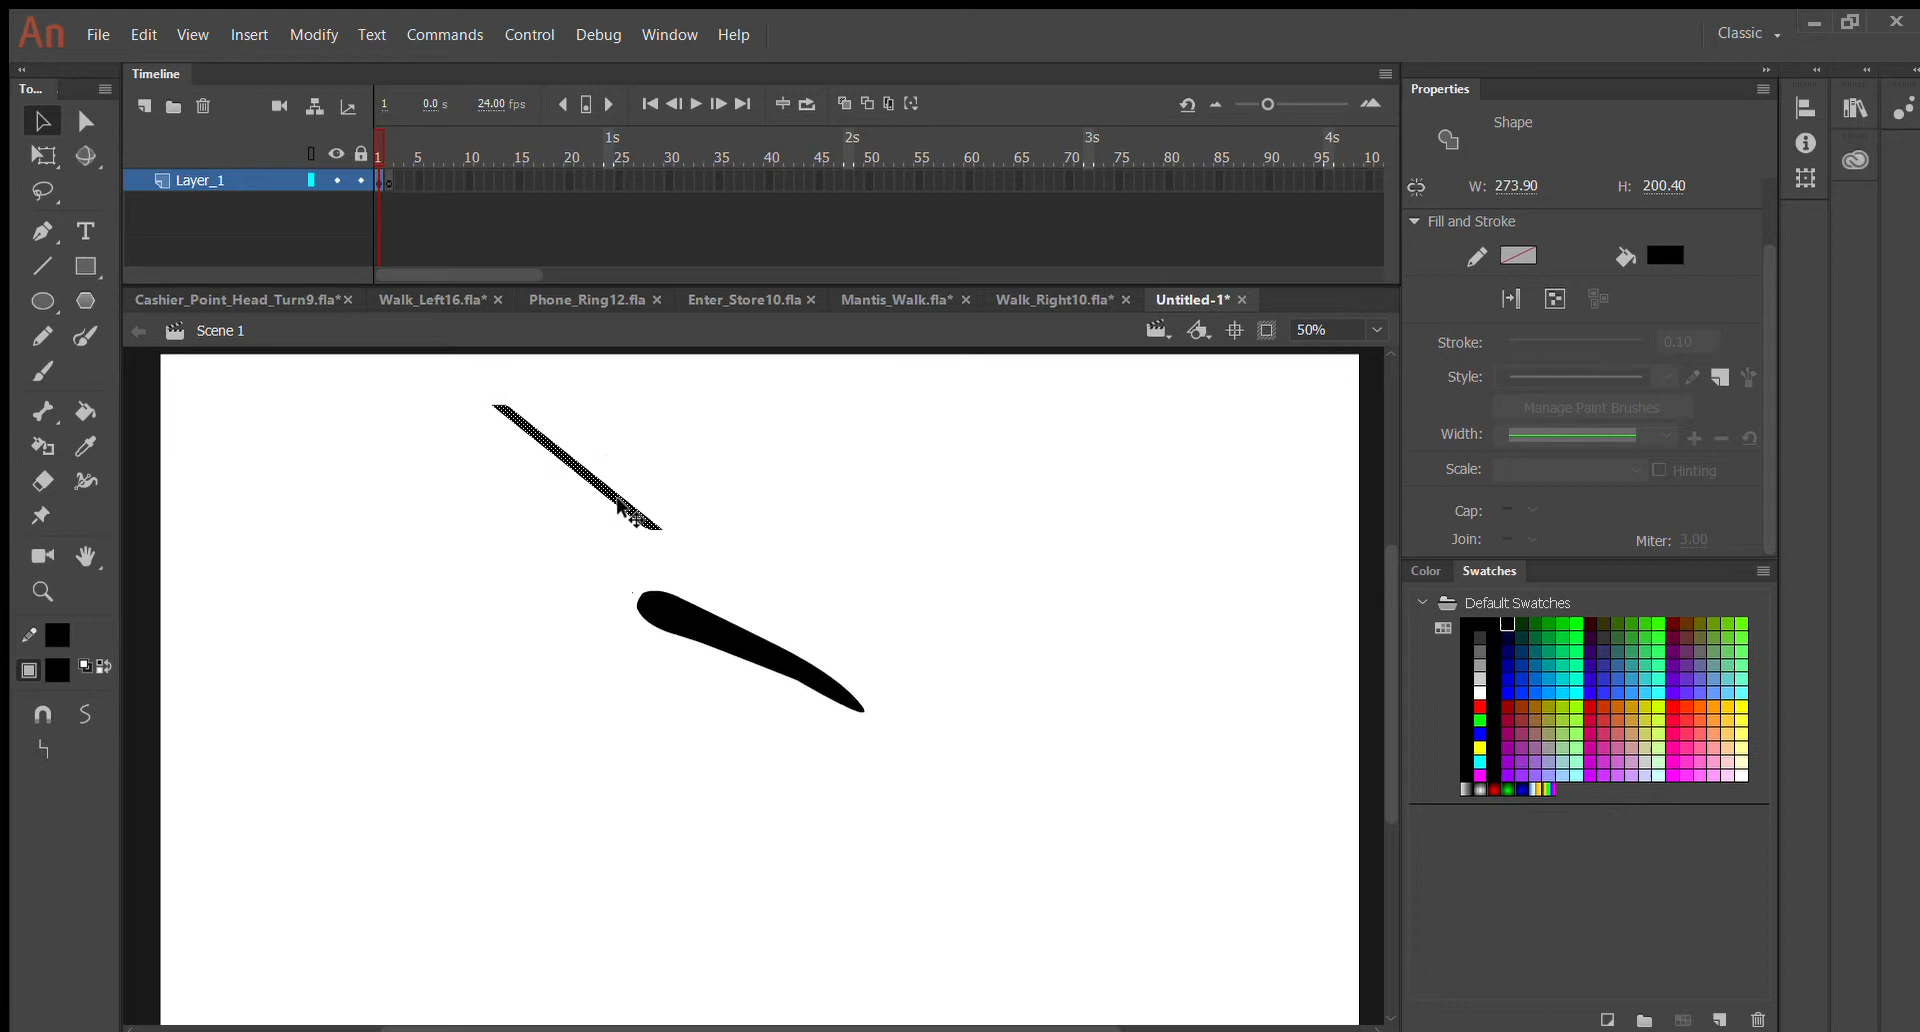 An File Edit View Insert Modify Text Commands Control Debug Window Help Classic
To... Timeline
1 0.0 s 24.00 fps
1s 2s 3s 4s
1 5 10 15 20 25 30 35 40 45 50 55 60 65 70 75 80 85 90 95 10
Layer_1
Cashier_Point_Head_Turn9.fla* Walk_Left16.fla* Phone_Ring12.fla Enter_Store10.fla Mantis_Walk.fla* Walk_Right10.fla* Untitled-1*
Scene 1 50%
Properties
Shape
W: 273.90 H: 200.40
Fill and Stroke
Stroke: 0.10
Style:
Manage Paint Brushes
Width:
Scale: Hinting
Cap:
Join: Miter: 3.00
Color Swatches
Default Swatches